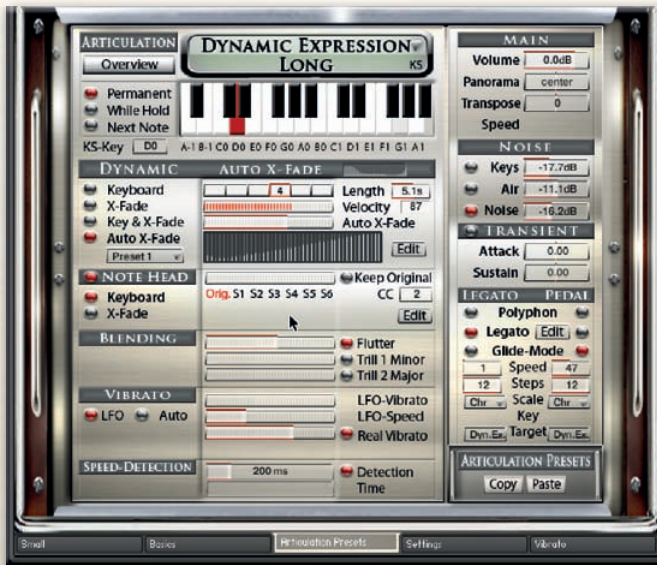 ARTICULATION
Overview
DYNAMIC EXPRESSION
LONG
KS
Permanent
While Hold
Next Note
KS-Key D0
A-1 B-1 C0 D0 E0 F0 G0 A0 B0 C1 D1 E1 F1 G1 A1
DYNAMIC AUTO X-FADE
Keyboard
X-Fade
Key & X-Fade
Auto X-Fade
Preset 1
4
Length 5.1s
Velocity 87
Auto X-Fade
Edit
NOTE HEAD
Keyboard
X-Fade
Orig. S1 S2 S3 S4 S5 S6
Keep Original
CC 2
Edit
BLENDING
Flutter
Trill 1 Minor
Trill 2 Major
VIBRATO
LFO Auto
LFO-Vibrato
LFO-Speed
Real Vibrato
SPEED-DETECTION
200 ms
Detection
Time
MAIN
Volume 0.0dB
Panorama center
Transpose 0
Speed
NOISE
Keys -17.7dB
Air -11.1dB
Noise -16.2dB
TRANSIENT
Attack 0.00
Sustain 0.00
LEGATO PEDAL
Polyphon
Legato Edit
Glide-Mode
1 Speed 47
12 Steps 12
Chr Scale Chr
Key
Dyn.Ex. Target Dyn.Ex.
ARTICULATION PRESETS
Copy Paste
Small Basics Articulation Presets Settings Vibrato